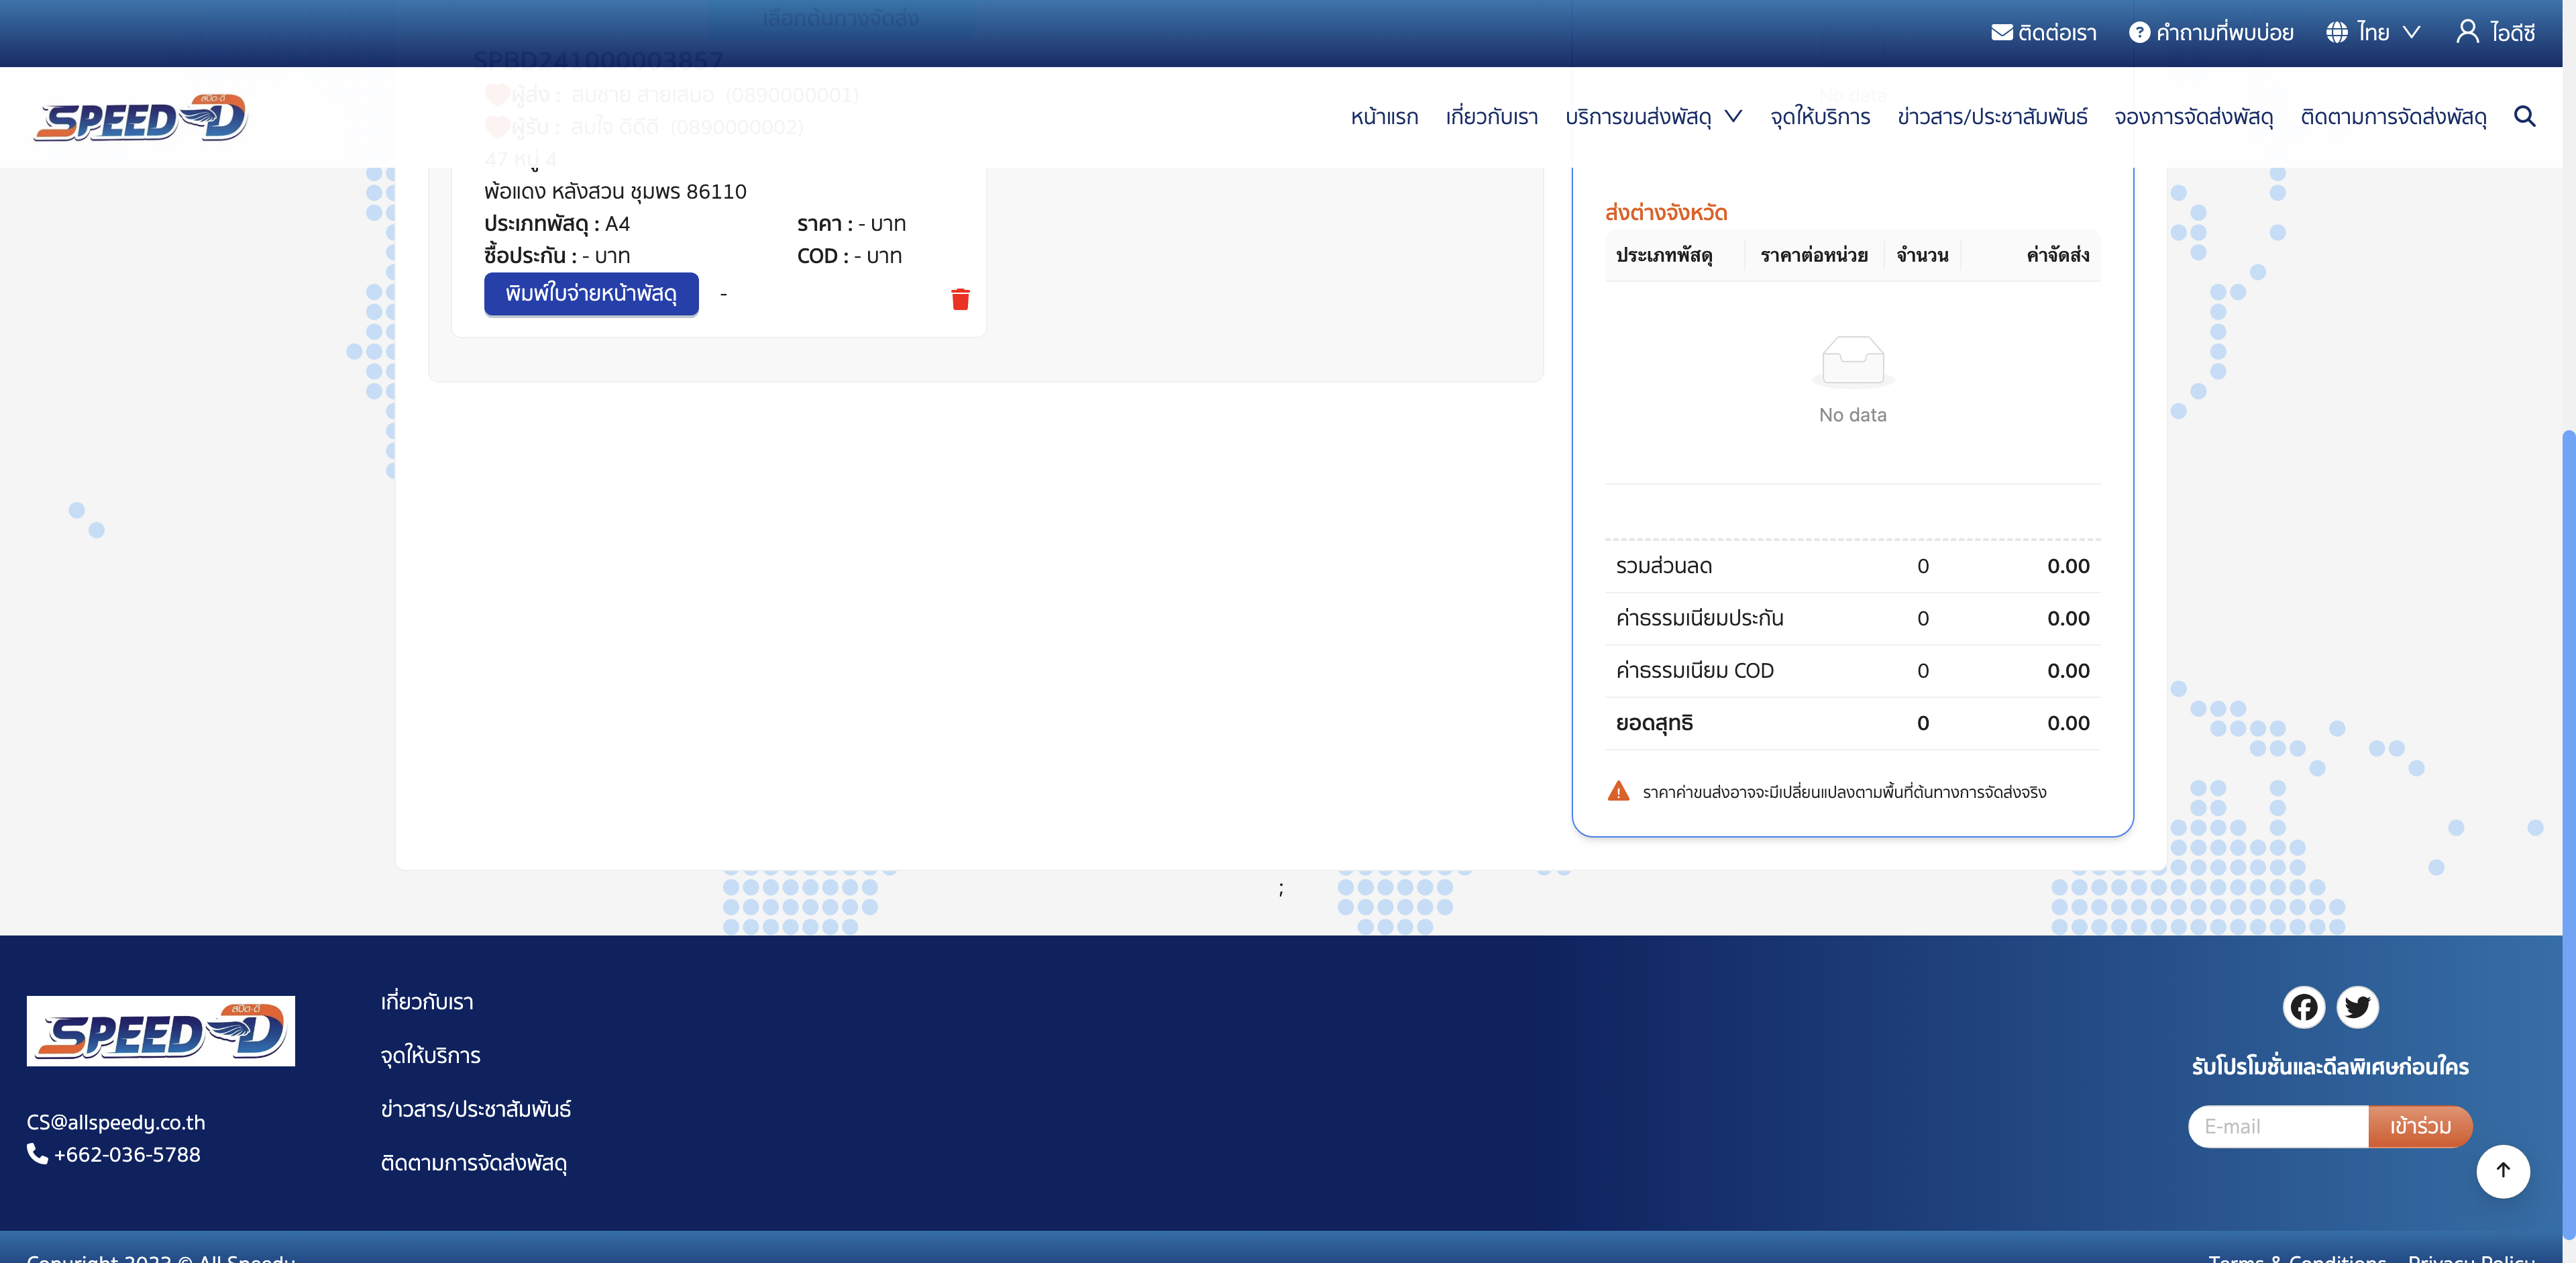 เลือกต้นทางจัดส่ง
ติดต่อเรา
คำถามที่พบบ่อย
ไทย
ไอดีซี
SPBD241000003857
สปีด-ดี
SPEED-D
หน้าแรก
เกี่ยวกับเรา
บริการขนส่งพัสดุ
จุดให้บริการ
ข่าวสาร/ประชาสัมพันธ์
จองการจัดส่งพัสดุ
ติดตามการจัดส่งพัสดุ
ผู้ส่ง : สมชาย สายเสมอ (0890000001)
ผู้รับ : สมใจ ดีดีดี (0890000002)
47 หมู่ 4
พ้อแดง หลังสวน ชุมพร 86110
ประเภทพัสดุ : A4 ราคา : - บาท
ซื้อประกัน : - บาท COD : - บาท
พิมพ์ใบจ่ายหน้าพัสดุ -
No data
ส่งต่างจังหวัด
ประเภทพัสดุ ราคาต่อหน่วย จำนวน ค่าจัดส่ง
No data
รวมส่วนลด 0 0.00
ค่าธรรมเนียมประกัน 0 0.00
ค่าธรรมเนียม COD 0 0.00
ยอดสุทธิ 0 0.00
ราคาค่าขนส่งอาจจะมีเปลี่ยนแปลงตามพื้นที่ต้นทางการจัดส่งจริง
;
สปีด-ดี
SPEED-D
CS@allspeedy.co.th
+662-036-5788
เกี่ยวกับเรา
จุดให้บริการ
ข่าวสาร/ประชาสัมพันธ์
ติดตามการจัดส่งพัสดุ
รับโปรโมชั่นและดีลพิเศษก่อนใคร
E-mail เข้าร่วม
Copyright 2023 © All Speedy
Terms & Conditions Privacy Policy